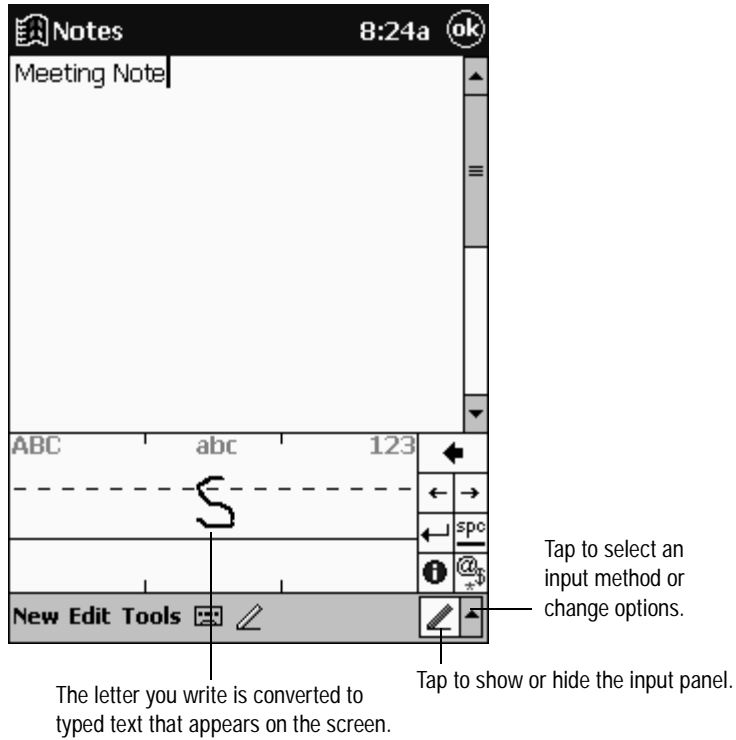 Notes 8:24a ok
Meeting Note
ABC abc 123
S
spc
@$*
New Edit Tools
Tap to select an
input method or
change options.
Tap to show or hide the input panel.
The letter you write is converted to
typed text that appears on the screen.